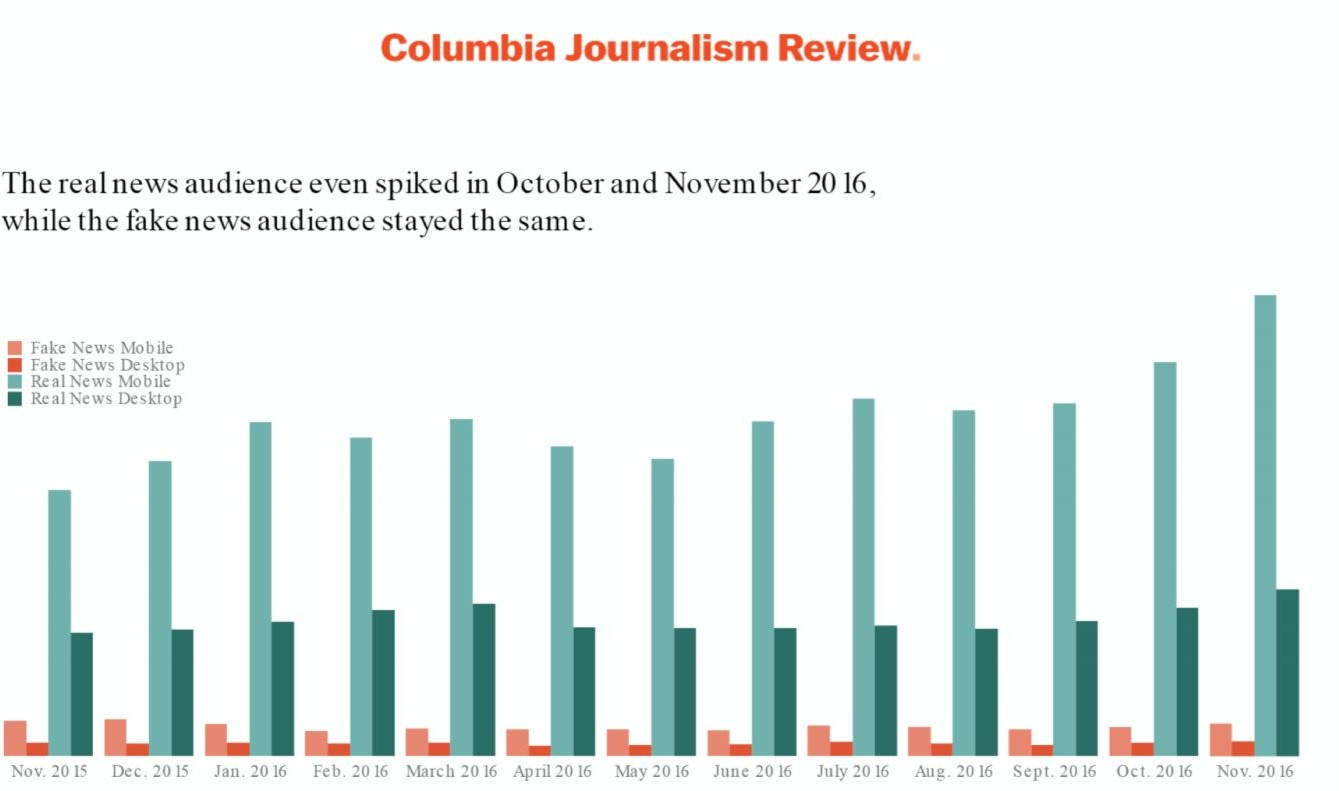 Columbia Journalism Review.
The real news audience even spiked in October and November 2016,
while the fake news audience stayed the same.
Fake News Mobile
Fake News Desktop
Real News Mobile
Real News Desktop
Nov. 2015 Dec. 2015 Jan. 2016 Feb. 2016 March 2016 April 2016 May 2016 June 2016 July 2016 Aug. 2016 Sept. 2016 Oct. 2016 Nov. 2016